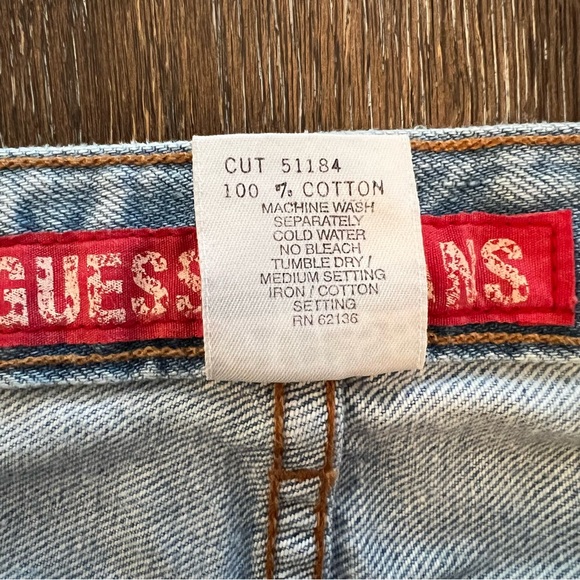 CUT 51184
100 % COTTON
MACHINE WASH
SEPARATELY
COLD WATER
NO BLEACH
TUMBLE DRY /
MEDIUM SETTING
IRON / COTTON
SETTING
RN 62136
GUESS ANS